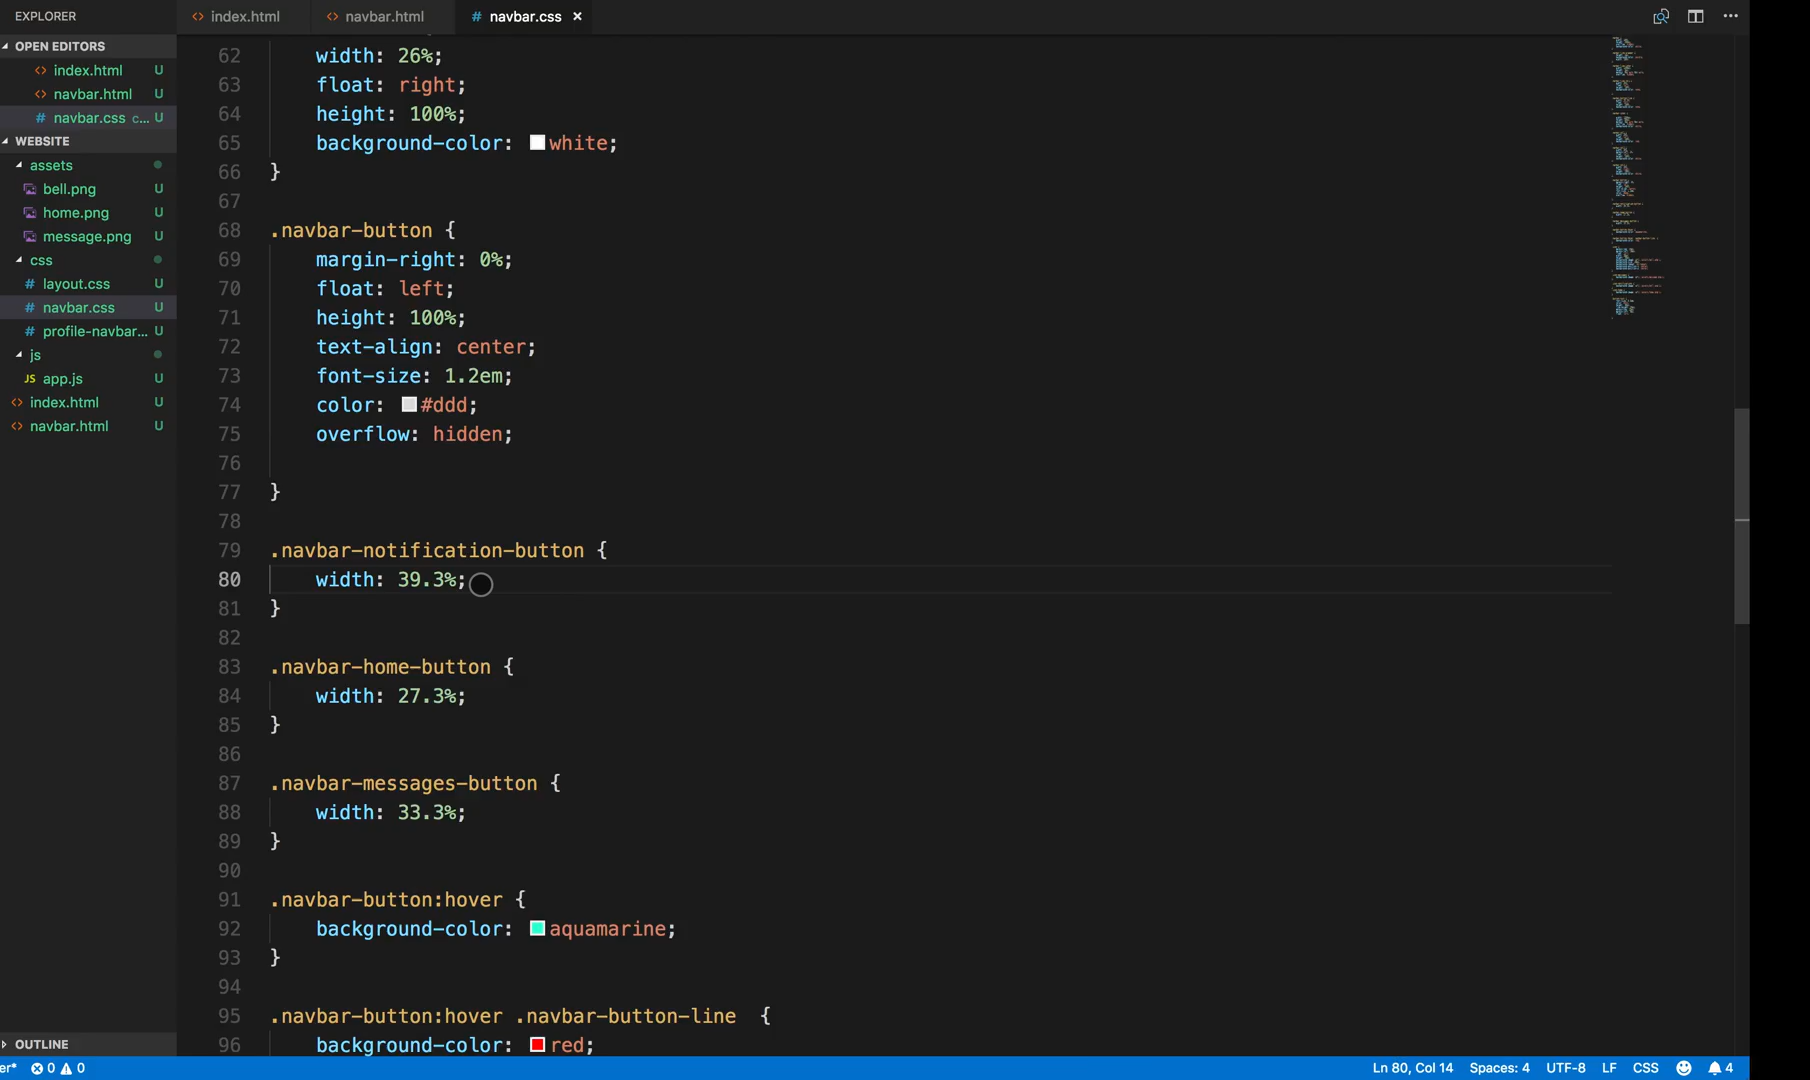 EXPLORER
<> index.html
<> navbar.html
# navbar.css ×
OPEN EDITORS
<> index.html U
<> navbar.html U
# navbar.css c... U
WEBSITE
assets
bell.png U
home.png U
message.png U
css
# layout.css U
# navbar.css U
# profile-navbar... U
js
JS app.js U
<> index.html U
<> navbar.html U
OUTLINE
62 width: 26%;
63 float: right;
64 height: 100%;
65 background-color: white;
66 }
67
68 .navbar-button {
69 margin-right: 0%;
70 float: left;
71 height: 100%;
72 text-align: center;
73 font-size: 1.2em;
74 color: #ddd;
75 overflow: hidden;
76
77 }
78
79 .navbar-notification-button {
80 width: 39.3%;
81 }
82
83 .navbar-home-button {
84 width: 27.3%;
85 }
86
87 .navbar-messages-button {
88 width: 33.3%;
89 }
90
91 .navbar-button:hover {
92 background-color: aquamarine;
93 }
94
95 .navbar-button:hover .navbar-button-line {
96 background-color: red;
er* 0 0
Ln 80, Col 14 Spaces: 4 UTF-8 LF CSS 4